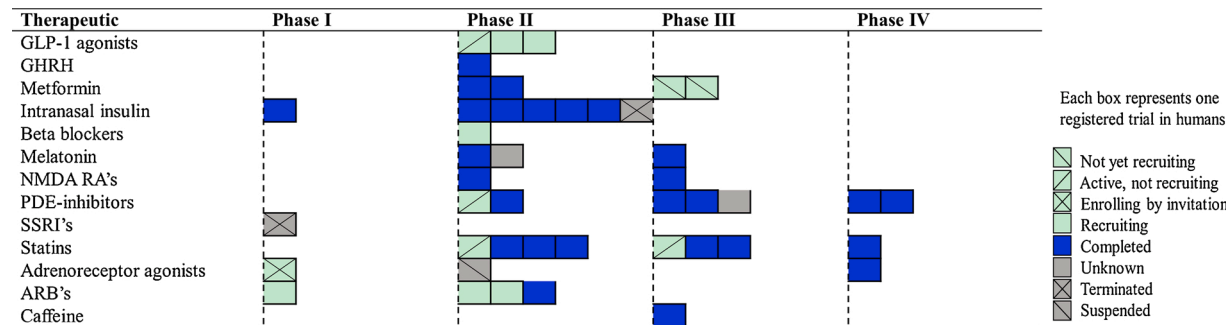 Therapeutic Phase I Phase II Phase III Phase IV
GLP-1 agonists
GHRH
Metformin
Intranasal insulin
Beta blockers
Melatonin
NMDA RA's
PDE-inhibitors
SSRI's
Statins
Adrenoreceptor agonists
ARB's
Caffeine
Each box represents one
registered trial in humans
Not yet recruiting
Active, not recruiting
Enrolling by invitation
Recruiting
Completed
Unknown
Terminated
Suspended